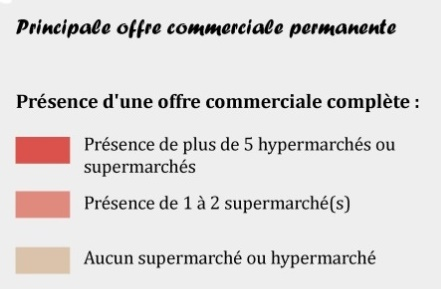 Principale offre commerciale permanente
Présence d'une offre commerciale complète :
Présence de plus de 5 hypermarchés ou
supermarchés
Présence de 1 à 2 supermarché(s)
Aucun supermarché ou hypermarché